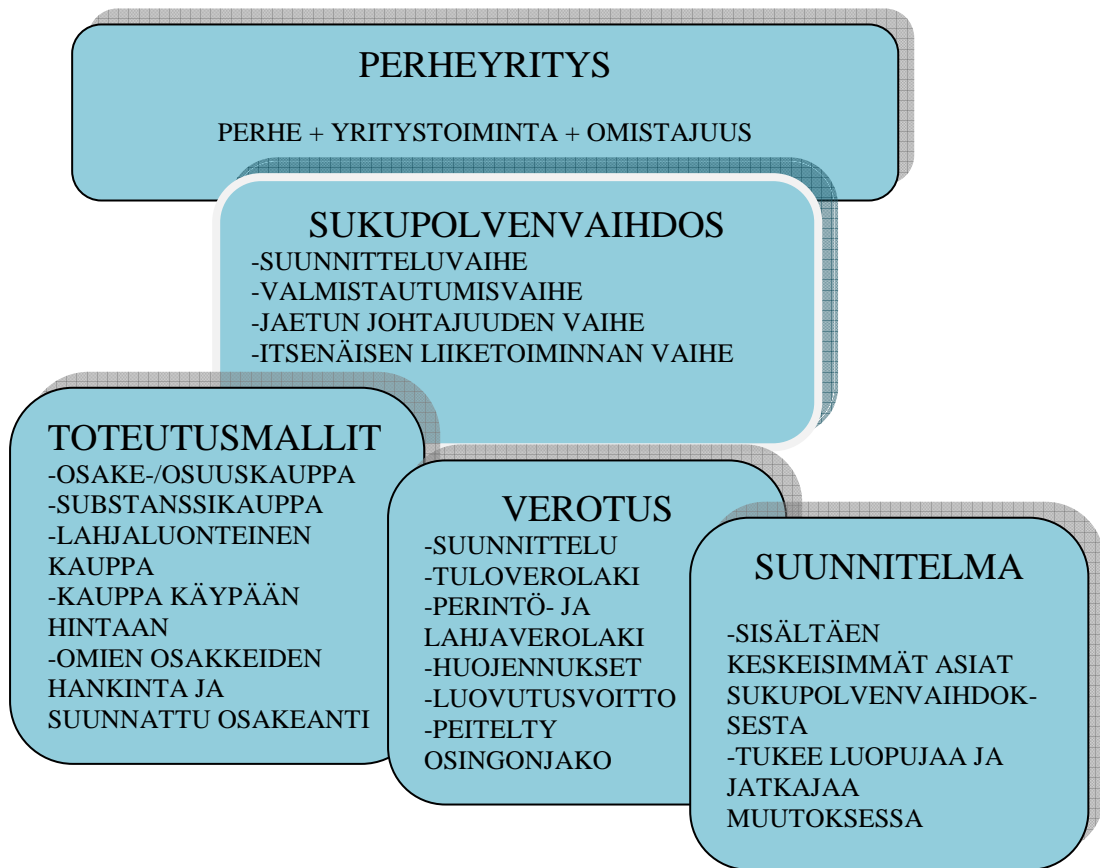 PERHEYRITYS
PERHE + YRITYSTOIMINTA + OMISTAJUUS
SUKUPOLVENVAIHDOS
-SUUNNITTELUVAIHE
-VALMISTAUTUMISVAIHE
-JAETUN JOHTAJUUDEN VAIHE
-ITSENÄISEN LIIKETOIMINNAN VAIHE
TOTEUTUSMALLIT
-OSAKE-/OSUUSKAUPPA
-SUBSTANSSIKAUPPA
-LAHJALUONTEINEN
KAUPPA
-KAUPPA KÄYPÄÄN
HINTAAN
-OMIEN OSAKKEIDEN
HANKINTA JA
SUUNNATTU OSAKEANTI
VEROTUS
-SUUNNITTELU
-TULOVEROLAKI
-PERINTÖ- JA
LAHJAVEROLAKI
-HUOJENNUKSET
-LUOVUTUSVOITTO
-PEITELTY
OSINGONJAKO
SUUNNITELMA
-SISÄLTÄEN
KESKEISIMMÄT ASIAT
SUKUPOLVENVAIHDOK-
SESTA
-TUKEE LUOPUJAA JA
JATKAJAA
MUUTOKSESSA